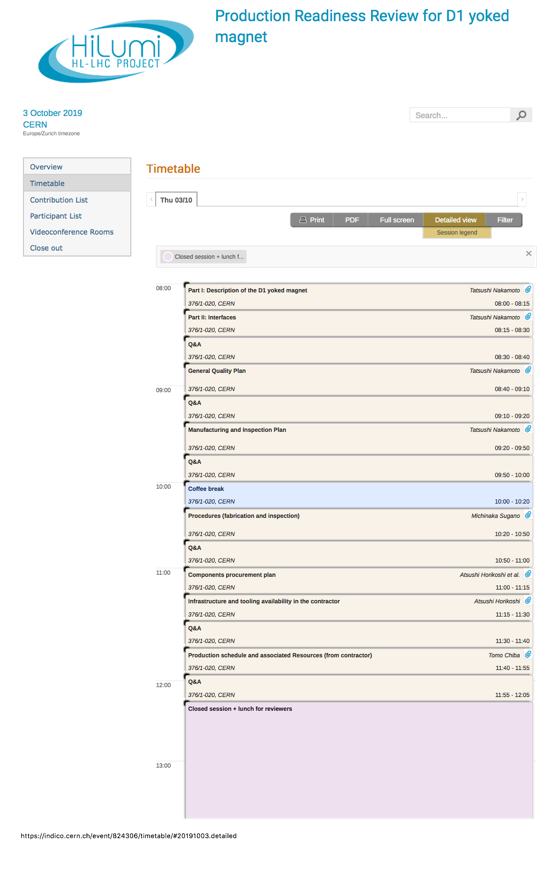 Production Readiness Review for D1 yoked
magnet
HiLumi
HL-LHC PROJECT
3 October 2019
CERN
Europe/Zurich timezone
Search...
Overview
Timetable
Contribution List
Participant List
Videoconference Rooms
Close out
Timetable
Thu 03/10
Print PDF Full screen Detailed view Filter
Session legend
Closed session + lunch f...
08:00
Part I: Description of the D1 yoked magnet Tatsushi Nakamoto
376/1-020, CERN 08:00 - 08:15
Part II: Interfaces Tatsushi Nakamoto
376/1-020, CERN 08:15 - 08:30
Q&A
376/1-020, CERN 08:30 - 08:40
General Quality Plan Tatsushi Nakamoto
09:00 376/1-020, CERN 08:40 - 09:10
Q&A
376/1-020, CERN 09:10 - 09:20
Manufacturing and Inspection Plan Tatsushi Nakamoto
376/1-020, CERN 09:20 - 09:50
Q&A
376/1-020, CERN 09:50 - 10:00
10:00 Coffee break
376/1-020, CERN 10:00 - 10:20
Procedures (fabrication and inspection) Michinaka Sugano
376/1-020, CERN 10:20 - 10:50
Q&A
376/1-020, CERN 10:50 - 11:00
11:00 Components procurement plan Atsushi Horikoshi et al.
376/1-020, CERN 11:00 - 11:15
Infrastructure and tooling availability in the contractor Atsushi Horikoshi
376/1-020, CERN 11:15 - 11:30
Q&A
376/1-020, CERN 11:30 - 11:40
Production schedule and associated Resources (from contractor) Tomo Chiba
376/1-020, CERN 11:40 - 11:55
12:00 Q&A
376/1-020, CERN 11:55 - 12:05
Closed session + lunch for reviewers
13:00
https://indico.cern.ch/event/824306/timetable/#20191003.detailed